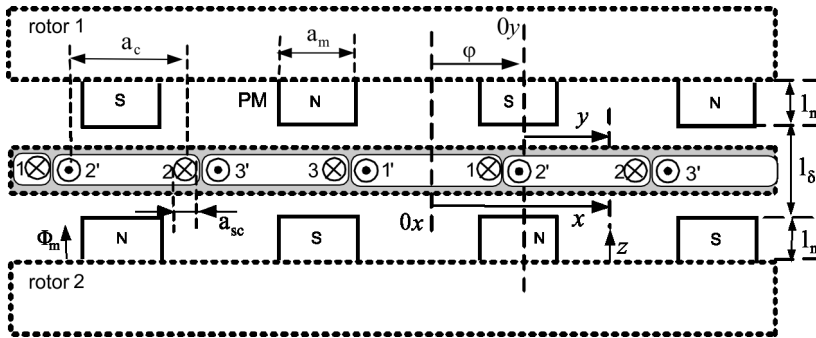 rotor 1
a_c
a_m
φ
0y
S
PM
N
S
N
l_m
y
1 2' 2 3' 3 1' 1 2' 2 3'
l_δ
Φ_m
N
a_sc
S
0x
x
N
z
S
l_m
rotor 2